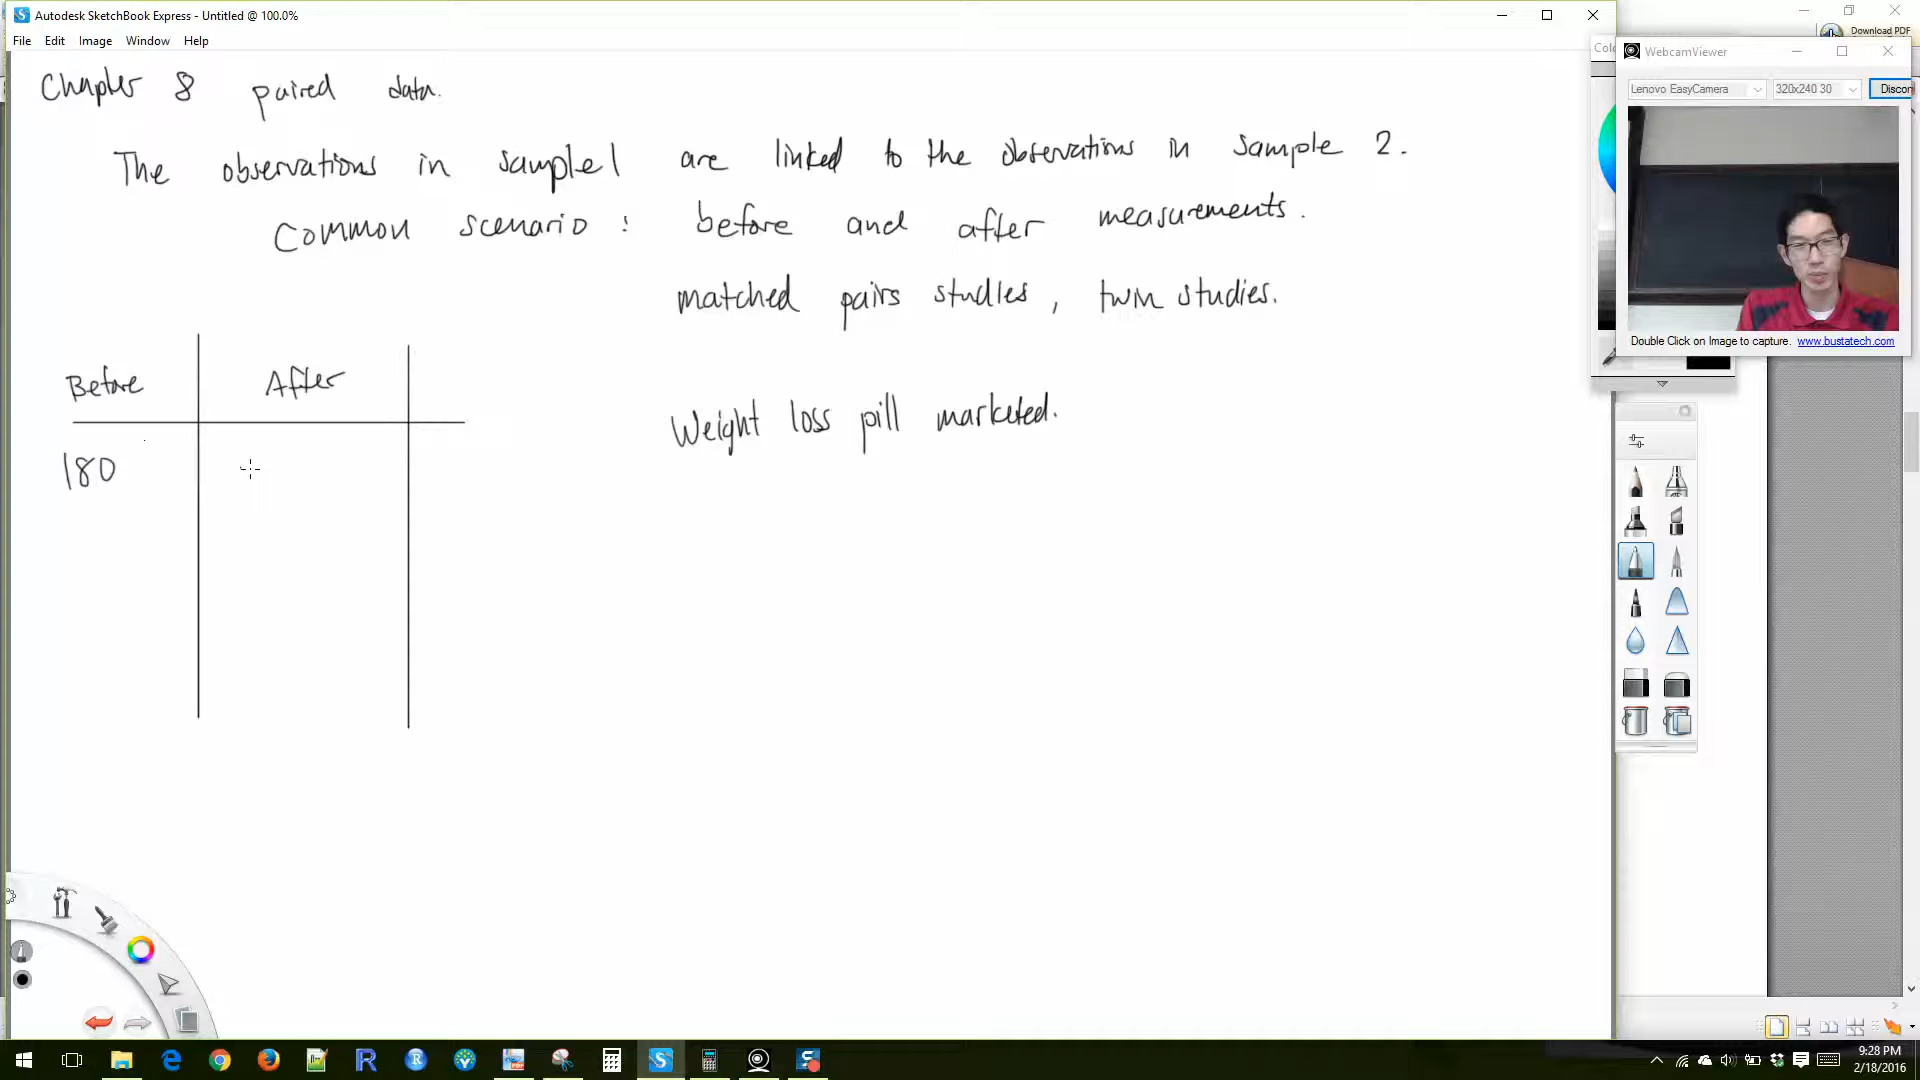 Autodesk SketchBook Express - Untitled @ 100.0%
File Edit Image Window Help
Download PDF
WebcamViewer
Lenovo EasyCamera 320x240 30 Discon
Chapter 8 paired data.
The observations in sample 1 are linked to the observations in sample 2.
Common scenario : before and after measurements.
matched pairs studies, twin studies.
Double Click on Image to capture. www.bustatech.com
Before After
Weight loss pill marketed.
180
9:28 PM
2/18/2016